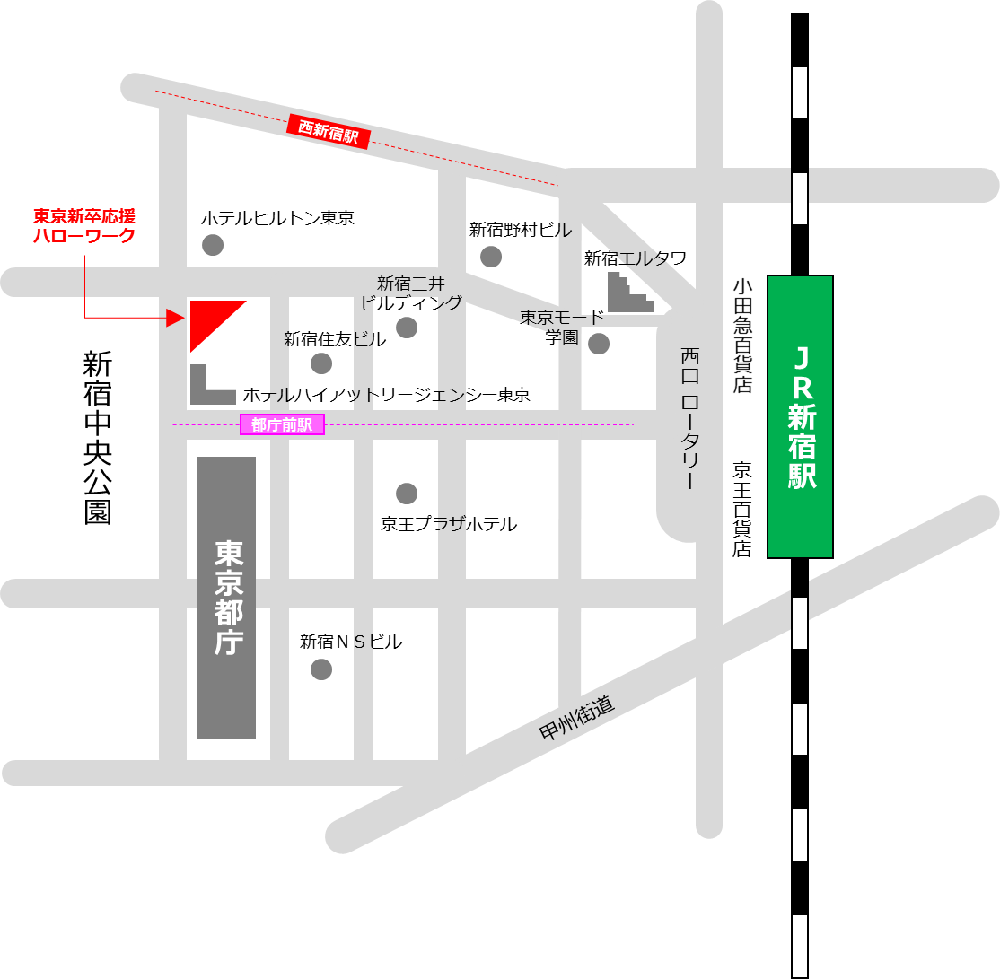 西新宿駅
東京新卒応援
ハローワーク
ホテルヒルトン東京
新宿野村ビル
新宿エルタワー
新宿三井
ビルディング
小田急百貨店
東京モード
学園
新宿住友ビル
西口 ロータリー
JR新宿駅
新宿中央公園
ホテルハイアットリージェンシー東京
都庁前駅
京王百貨店
京王プラザホテル
東京都庁
新宿NSビル
甲州街道